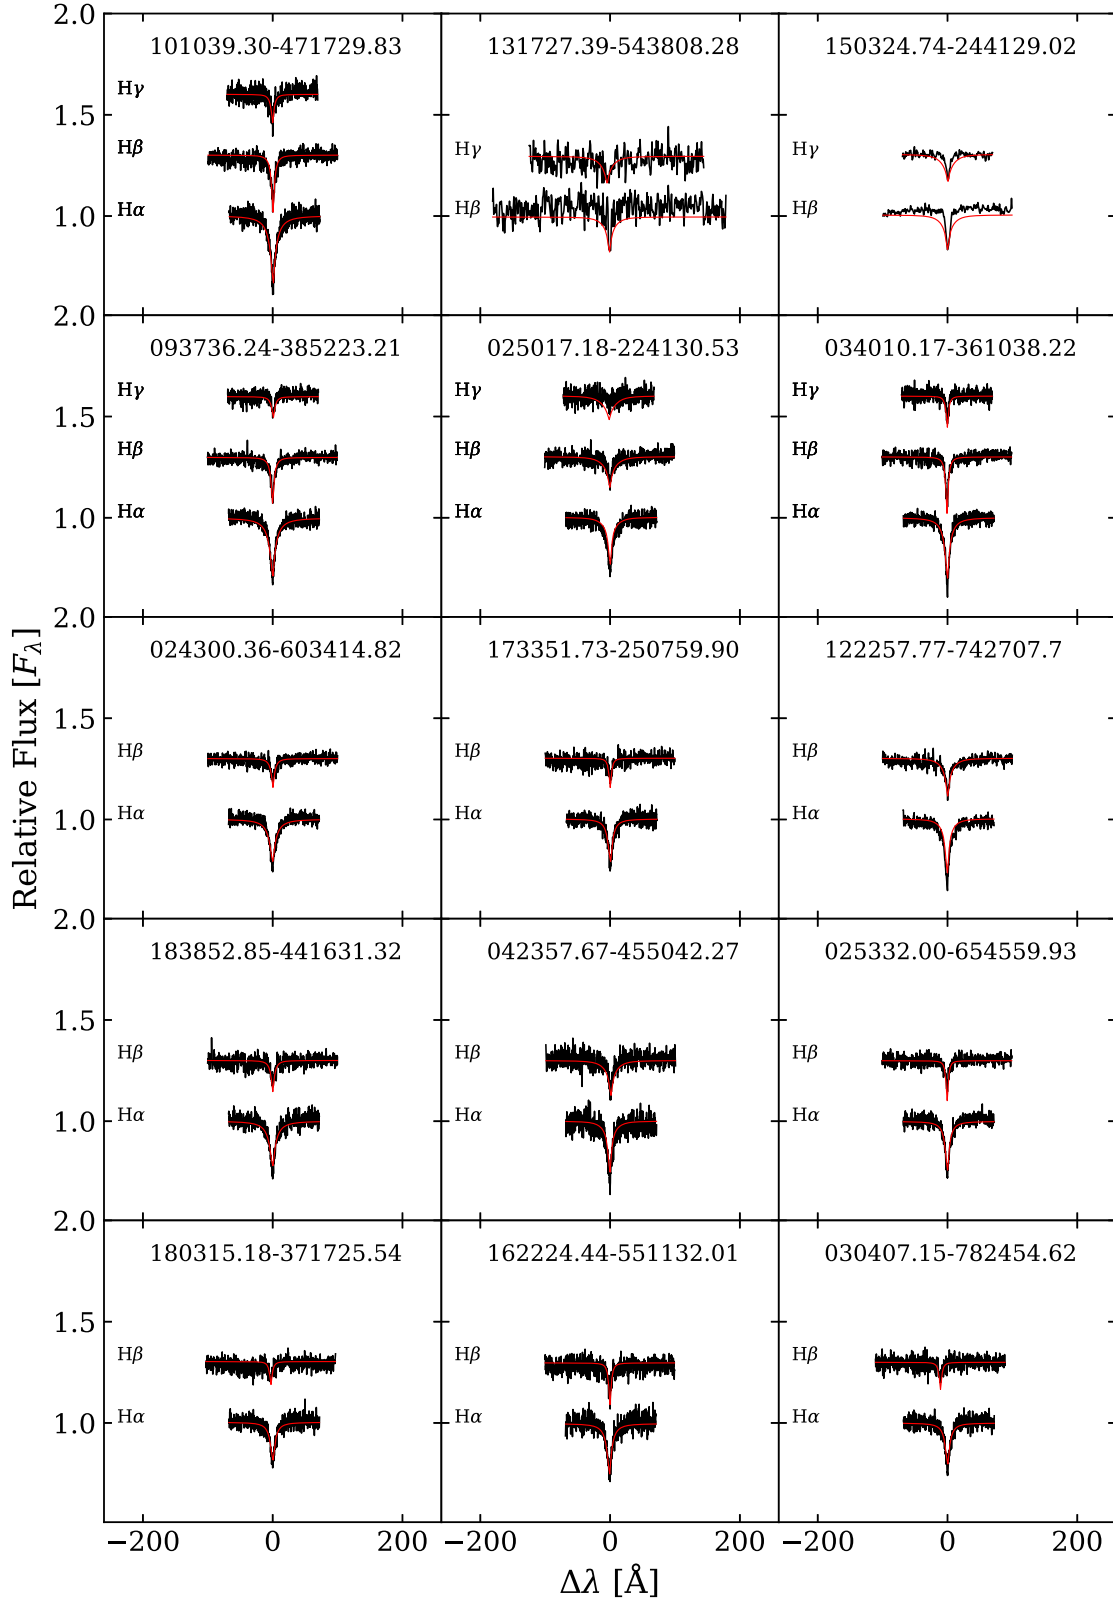 2.0
101039.30-471729.83
131727.39-543808.28
150324.74-244129.02
Hγ
1.5
Hβ
Hγ
Hγ
Hα
1.0
Hβ
Hβ
2.0
093736.24-385223.21
025017.18-224130.53
034010.17-361038.22
Hγ
Hγ
Hγ
1.5
Hβ
Hβ
Hβ
Hα
1.0
Hα
Hα
2.0
024300.36-603414.82
173351.73-250759.90
122257.77-742707.7
1.5
Hβ
Hβ
Hβ
Hα
1.0
Hα
Hα
2.0
183852.85-441631.32
042357.67-455042.27
025332.00-654559.93
1.5
Hβ
Hβ
Hβ
Hα
1.0
Hα
Hα
2.0
180315.18-371725.54
162224.44-551132.01
030407.15-782454.62
1.5
Hβ
Hβ
Hβ
Hα
1.0
Hα
Hα
−200 0 200
−200 0 200
−200 0 200
Δλ [Å]
Relative Flux [Fλ]